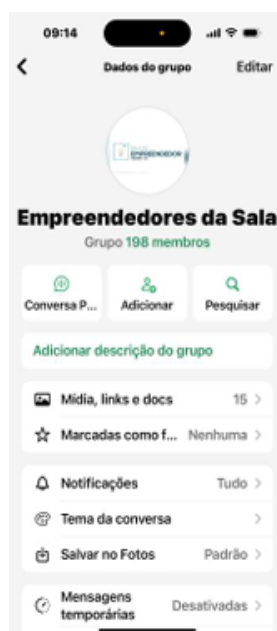 09:14
Dados do grupo
Editar
EMPREENDEDOR
Empreendedores da Sala
Grupo 198 membros
Conversa P...
Adicionar
Pesquisar
Adicionar descrição do grupo
Mídia, links e docs 15
Marcadas como f... Nenhuma
Notificações Tudo
Tema da conversa
Salvar no Fotos Padrão
Mensagens
temporárias Desativadas